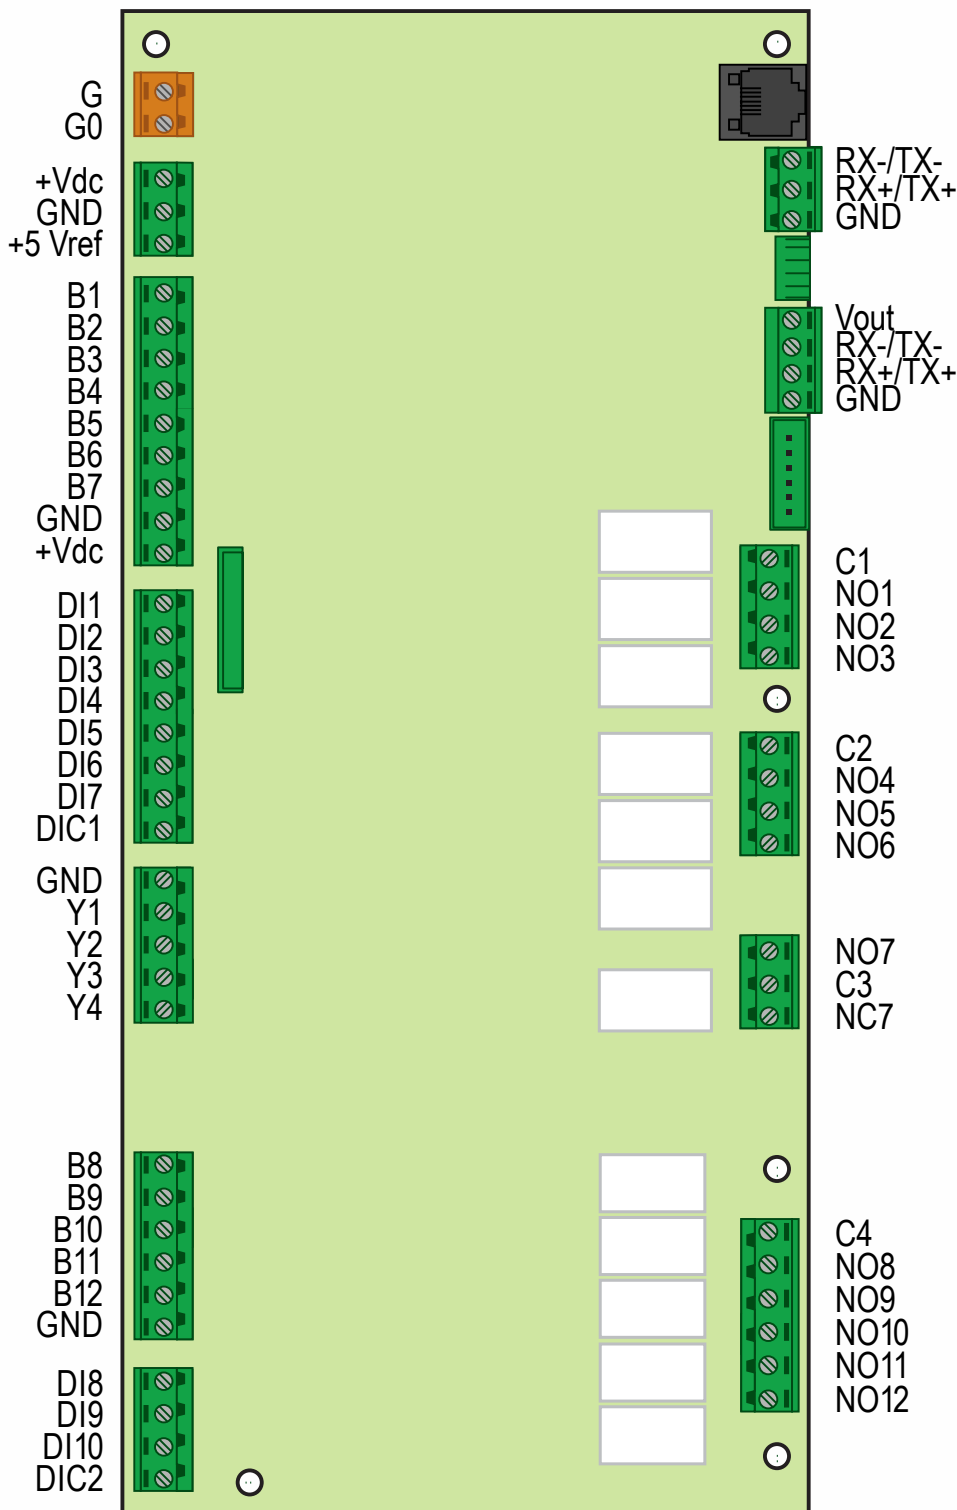 G
G0
+Vdc
GND
+5 Vref
B1
B2
B3
B4
B5
B6
B7
GND
+Vdc
DI1
DI2
DI3
DI4
DI5
DI6
DI7
DIC1
GND
Y1
Y2
Y3
Y4
B8
B9
B10
B11
B12
GND
DI8
DI9
DI10
DIC2
RX-/TX-
RX+/TX+
GND
Vout
RX-/TX-
RX+/TX+
GND
C1
NO1
NO2
NO3
C2
NO4
NO5
NO6
NO7
C3
NC7
C4
NO8
NO9
NO10
NO11
NO12